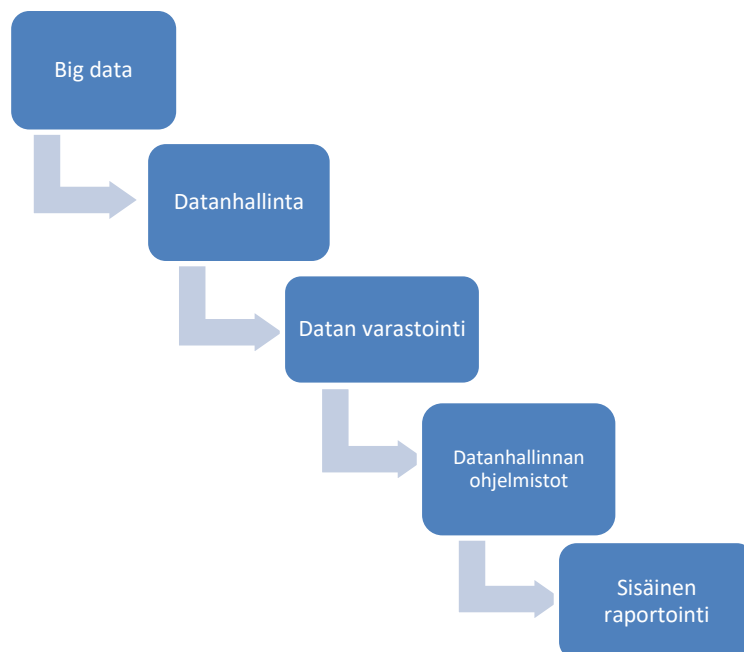 Big data
Datanhallinta
Datan varastointi
Datanhallinnan
ohjelmistot
Sisäinen
raportointi